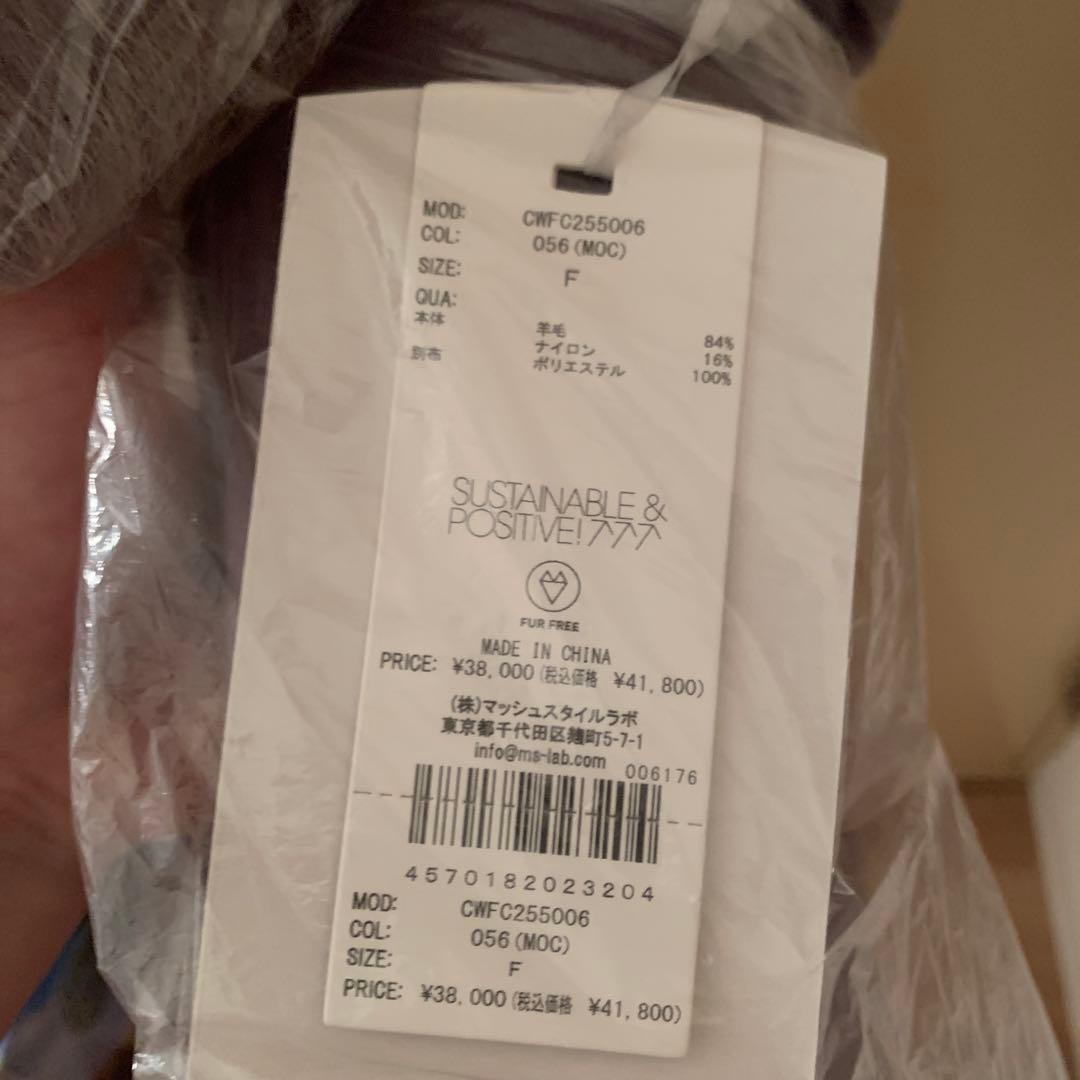 MOD: CWFC255006
COL: 056(MOC)
SIZE: F
QUA:
本体 羊毛 84%
ナイロン 16%
別布 ポリエステル 100%
SUSTAINABLE &
POSITIVE!
FUR FREE
MADE IN CHINA
PRICE: ¥38,000(税込価格 ¥41,800)
(株)マッシュスタイルラボ
東京都千代田区麹町5-7-1
info@ms-lab.com
006176
4570182023204
MOD: CWFC255006
COL: 056(MOC)
SIZE: F
PRICE: ¥38,000(税込価格 ¥41,800)